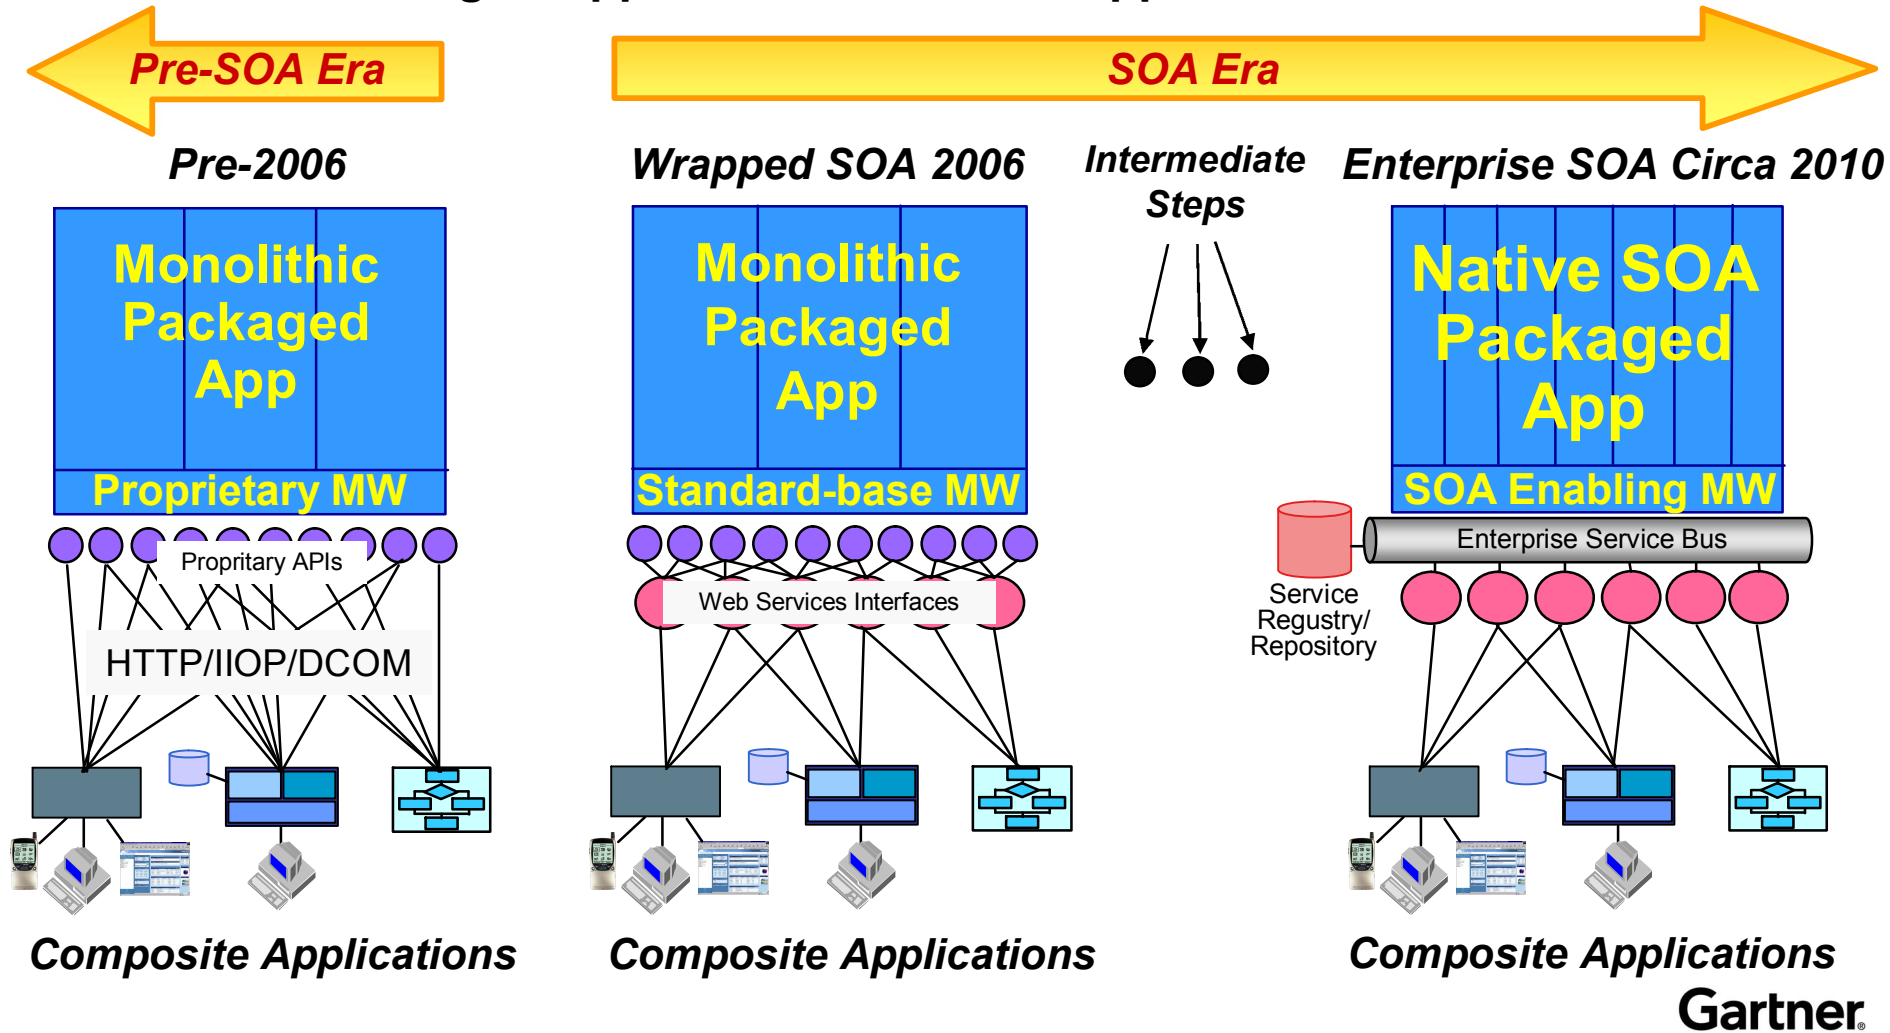 Pre-SOA Era
SOA Era
Pre-2006
Wrapped SOA 2006
Intermediate
Steps
Enterprise SOA Circa 2010
Monolithic
Packaged
App
Proprietary MW
Propritary APIs
HTTP/IIOP/DCOM
Composite Applications
Monolithic
Packaged
App
Standard-base MW
Web Services Interfaces
Composite Applications
Native SOA
Packaged
App
SOA Enabling MW
Enterprise Service Bus
Service
Regustry/
Repository
Composite Applications
Gartner